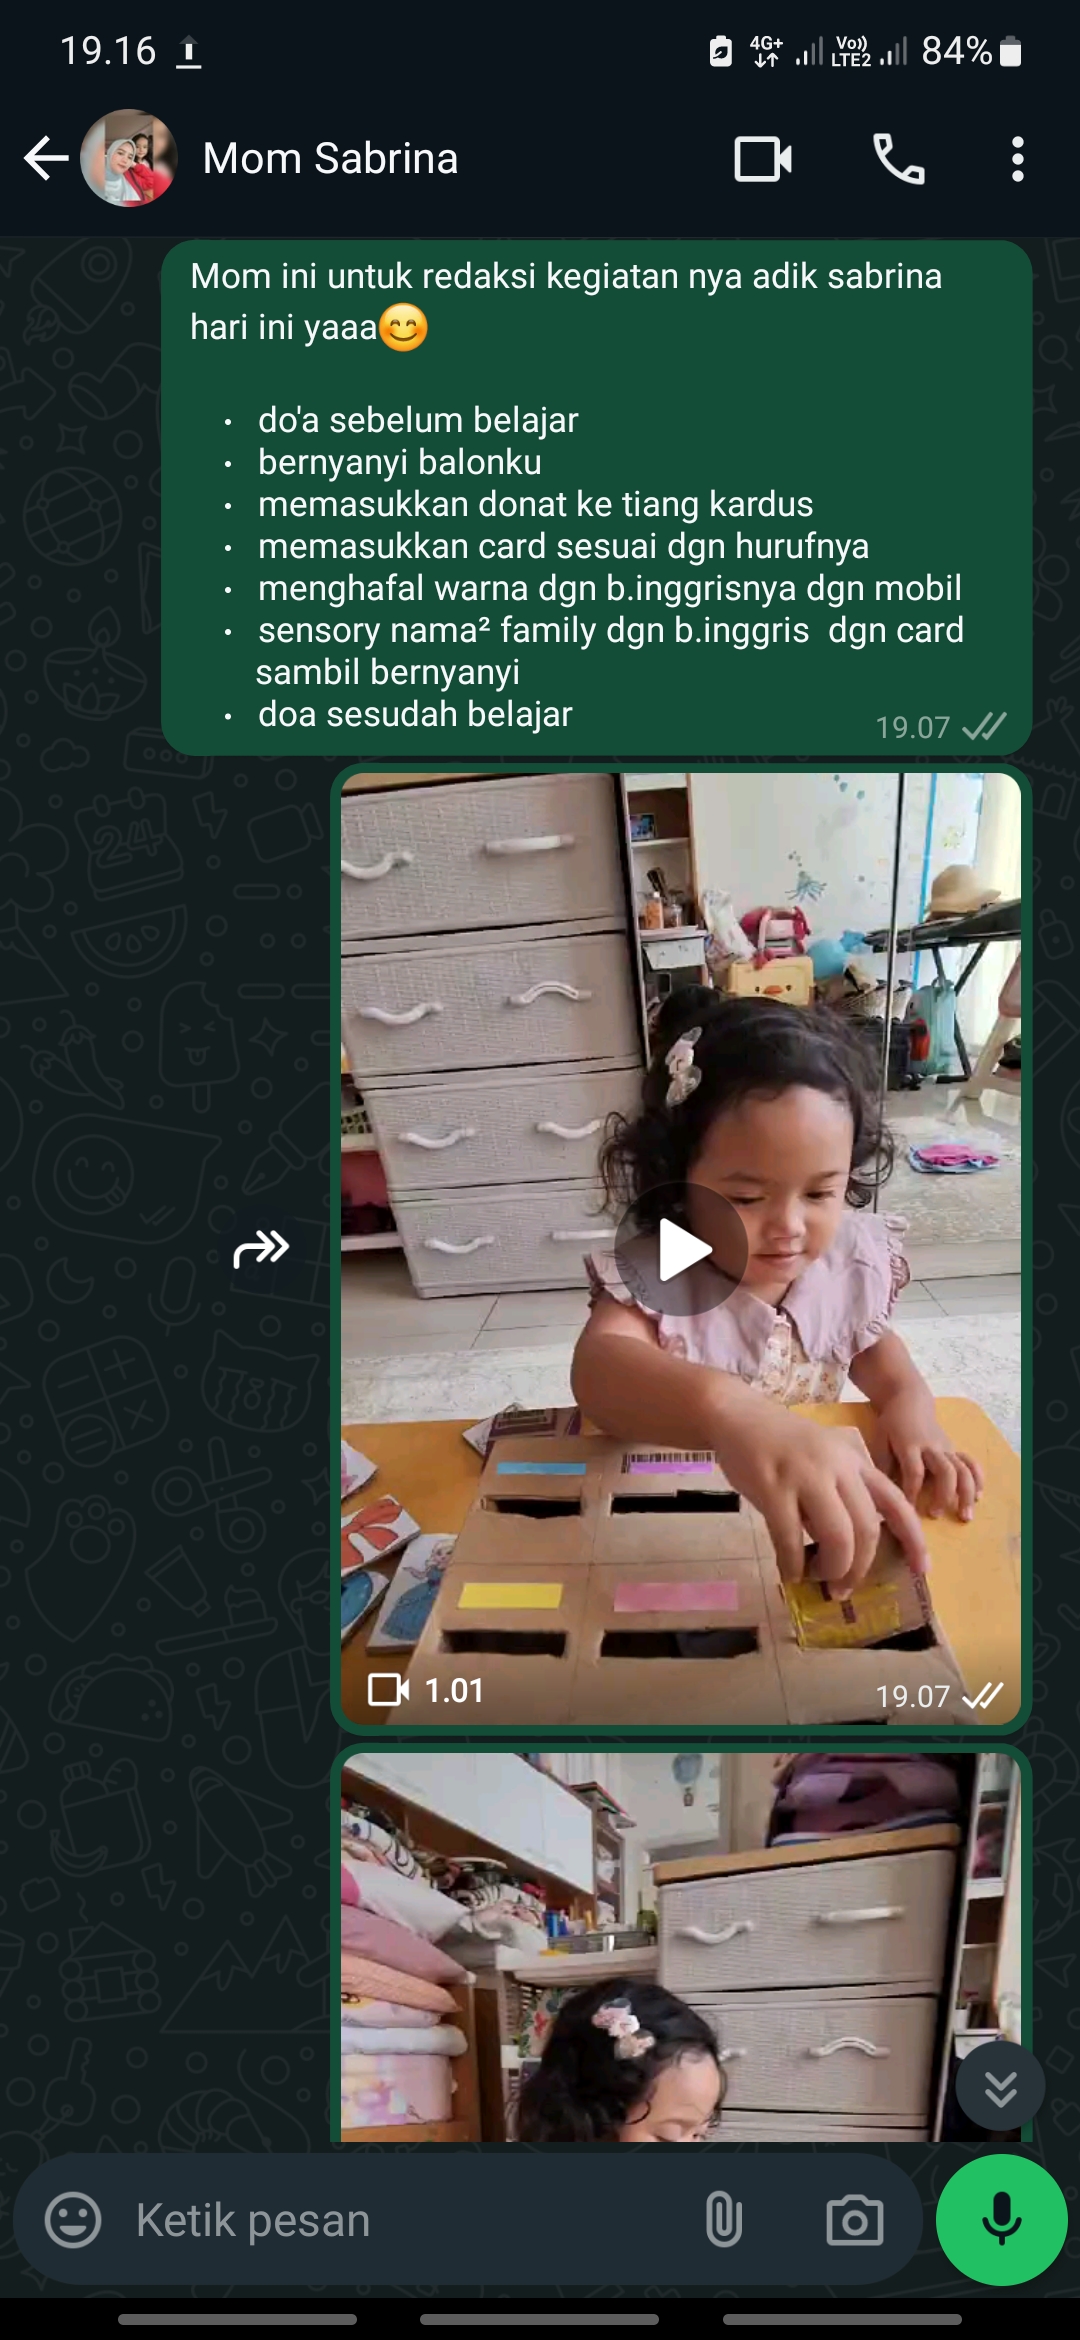 19.16
4G+
Vo))
LTE2
84%
Mom Sabrina
Mom ini untuk redaksi kegiatan nya adik sabrina
hari ini yaaa😊
• do'a sebelum belajar
• bernyanyi balonku
• memasukkan donat ke tiang kardus
• memasukkan card sesuai dgn hurufnya
• menghafal warna dgn b.inggrisnya dgn mobil
• sensory nama² family dgn b.inggris  dgn card
sambil bernyanyi
• doa sesudah belajar
19.07
1.01
19.07
Ketik pesan